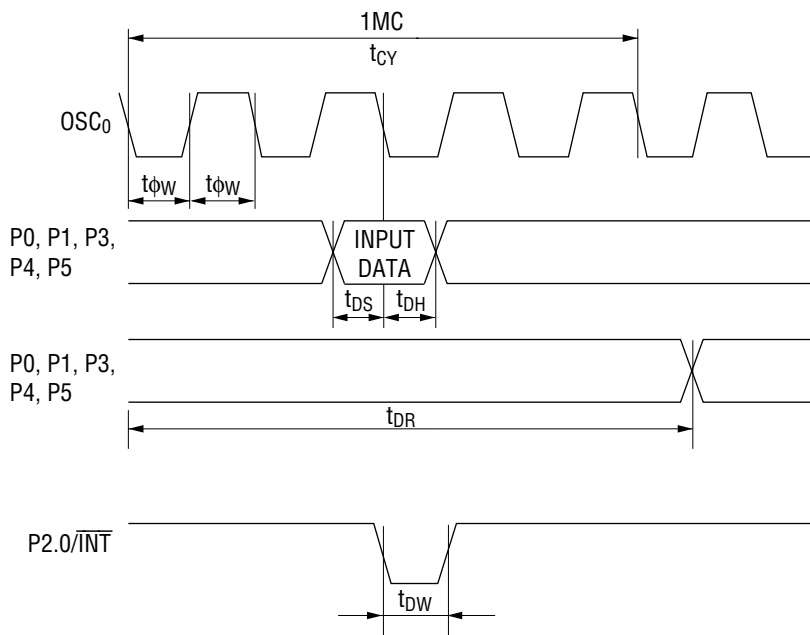 1MC
tCY
OSC0
tϕW tϕW
P0, P1, P3,
P4, P5
INPUT
DATA
tDS tDH
P0, P1, P3,
P4, P5
tDR
P2.0/I̅N̅T̅
tDW